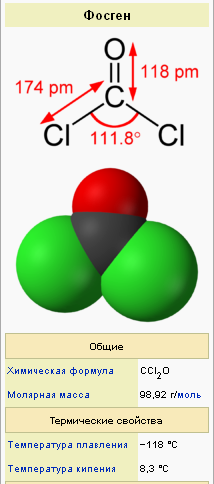 Фосген
O
174 pm
118 pm
C
Cl
111.8°
Cl
Общие
Химическая формула CCl₂O
Молярная масса 98,92 г/моль
Термические свойства
Температура плавления −118 °C
Температура кипения 8,3 °C